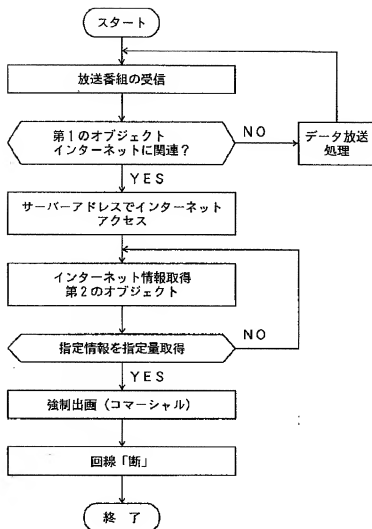 スタート
放送番組の受信
第1のオブジェクト
インターネットに関連?
NO
データ放送
処理
YES
サーバーアドレスでインターネット
アクセス
インターネット情報取得
第2のオブジェクト
指定情報を指定量取得
NO
YES
強制出画(コマーシャル)
回線「断」
終 了